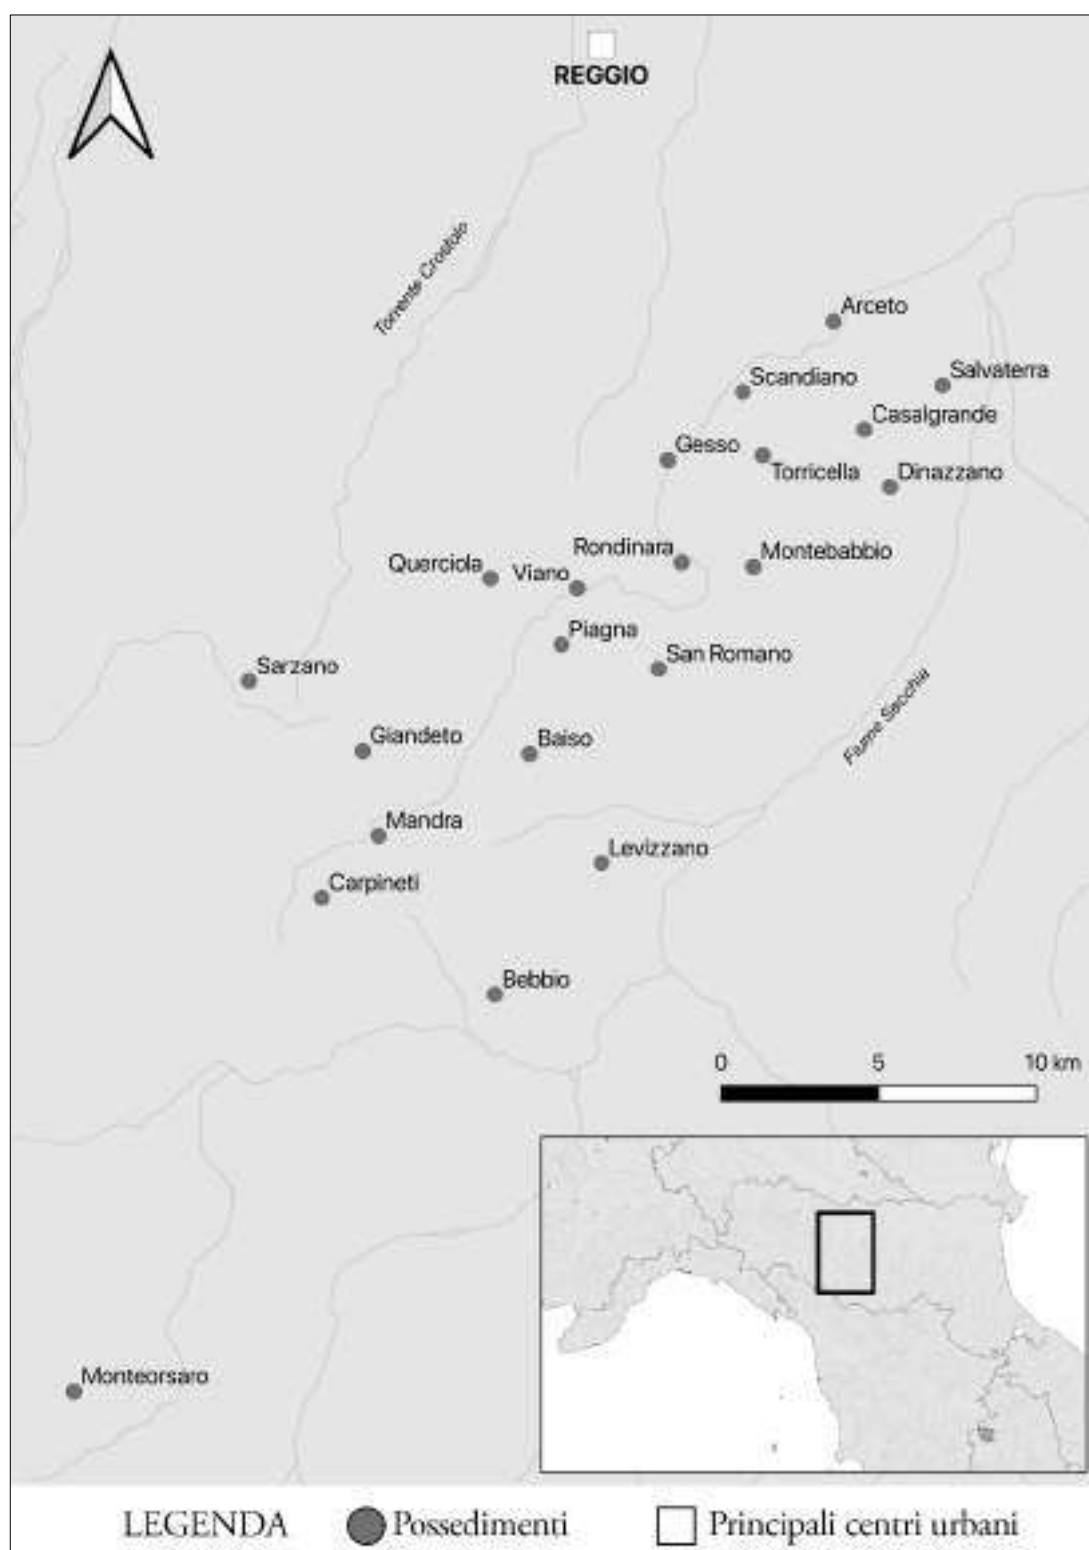 REGGIO
Torrente Crostolo
Arceto
Scandiano
Salvaterra
Casalgrande
Gesso
Torricella
Dinazzano
Rondinara
Montebabbio
Querciola
Viano
Piagna
San Romano
Sarzano
Fiume Secchia
Giandeto
Baiso
Mandra
Levizzano
Carpineti
Bebbio
0 5 10 km
Monteorsaro
LEGENDA Possedimenti Principali centri urbani